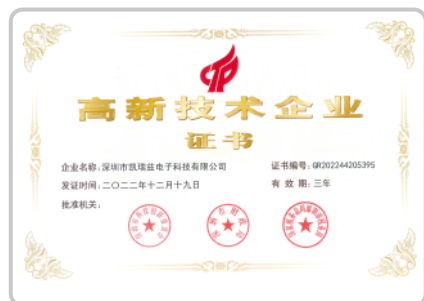 高新技术企业
证书
企业名称：深圳市凯瑞兹电子科技有限公司
证书编号：GR202244205395
发证时间：二〇二二年十二月十九日
有效期：三年
批准机关：